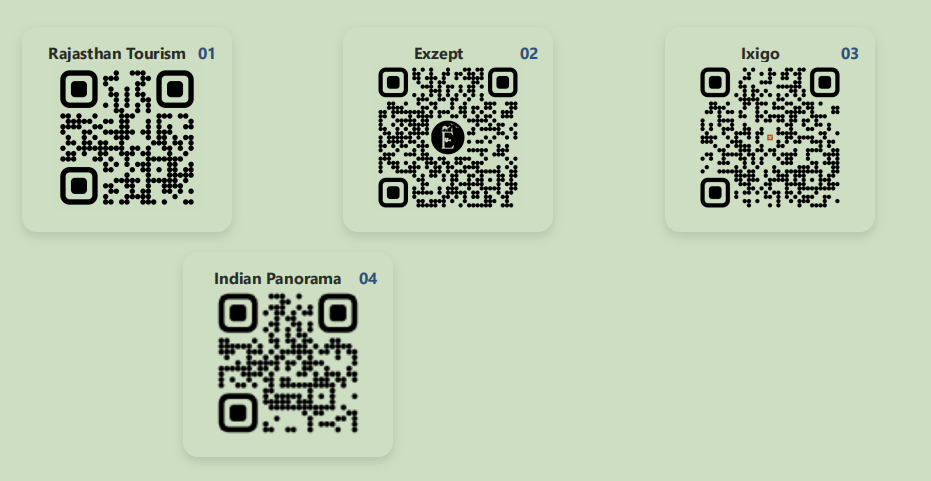 Rajasthan Tourism 01
Exzept 02
E
Ixigo 03
Indian Panorama 04